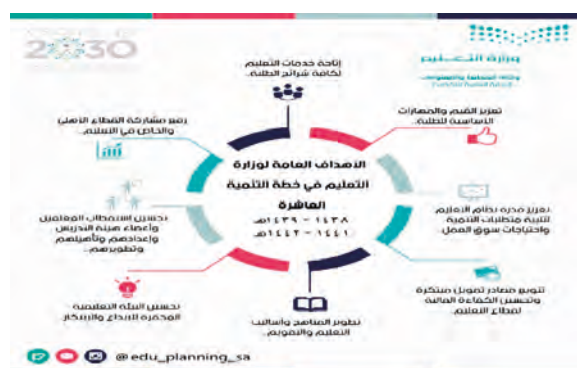 2030
وزارة التعليم
إتاحة خدمات التعليم
لكافة شرائح الطلبة..
تعزيز القيم والمهارات
الأساسية للطلبة..
رفع مشاركة القطاع الأهلي
والخاص في التعليم..
الأهداف العامة لوزارة
التعليم في خطة التنمية
العاشرة
١٤٣٨ – ١٤٣٩هـ
١٤٤١ – ١٤٤٢هـ
تعزيز قدرة نظام التعليم
لتلبية متطلبات التنمية
واحتياجات سوق العمل..
تحسين استقطاب المعلمين
وأعضاء هيئة التدريس
وإعدادهم وتأهيلهم
وتطويرهم..
تنويع مصادر تمويل مبتكرة
وتحسين الكفاءة المالية
لقطاع التعليم..
تحسين البيئة التعليمية
المحفزة للإبداع والابتكار
تطوير المناهج وأساليب
التعليم والتقويم..
@edu_planning_sa